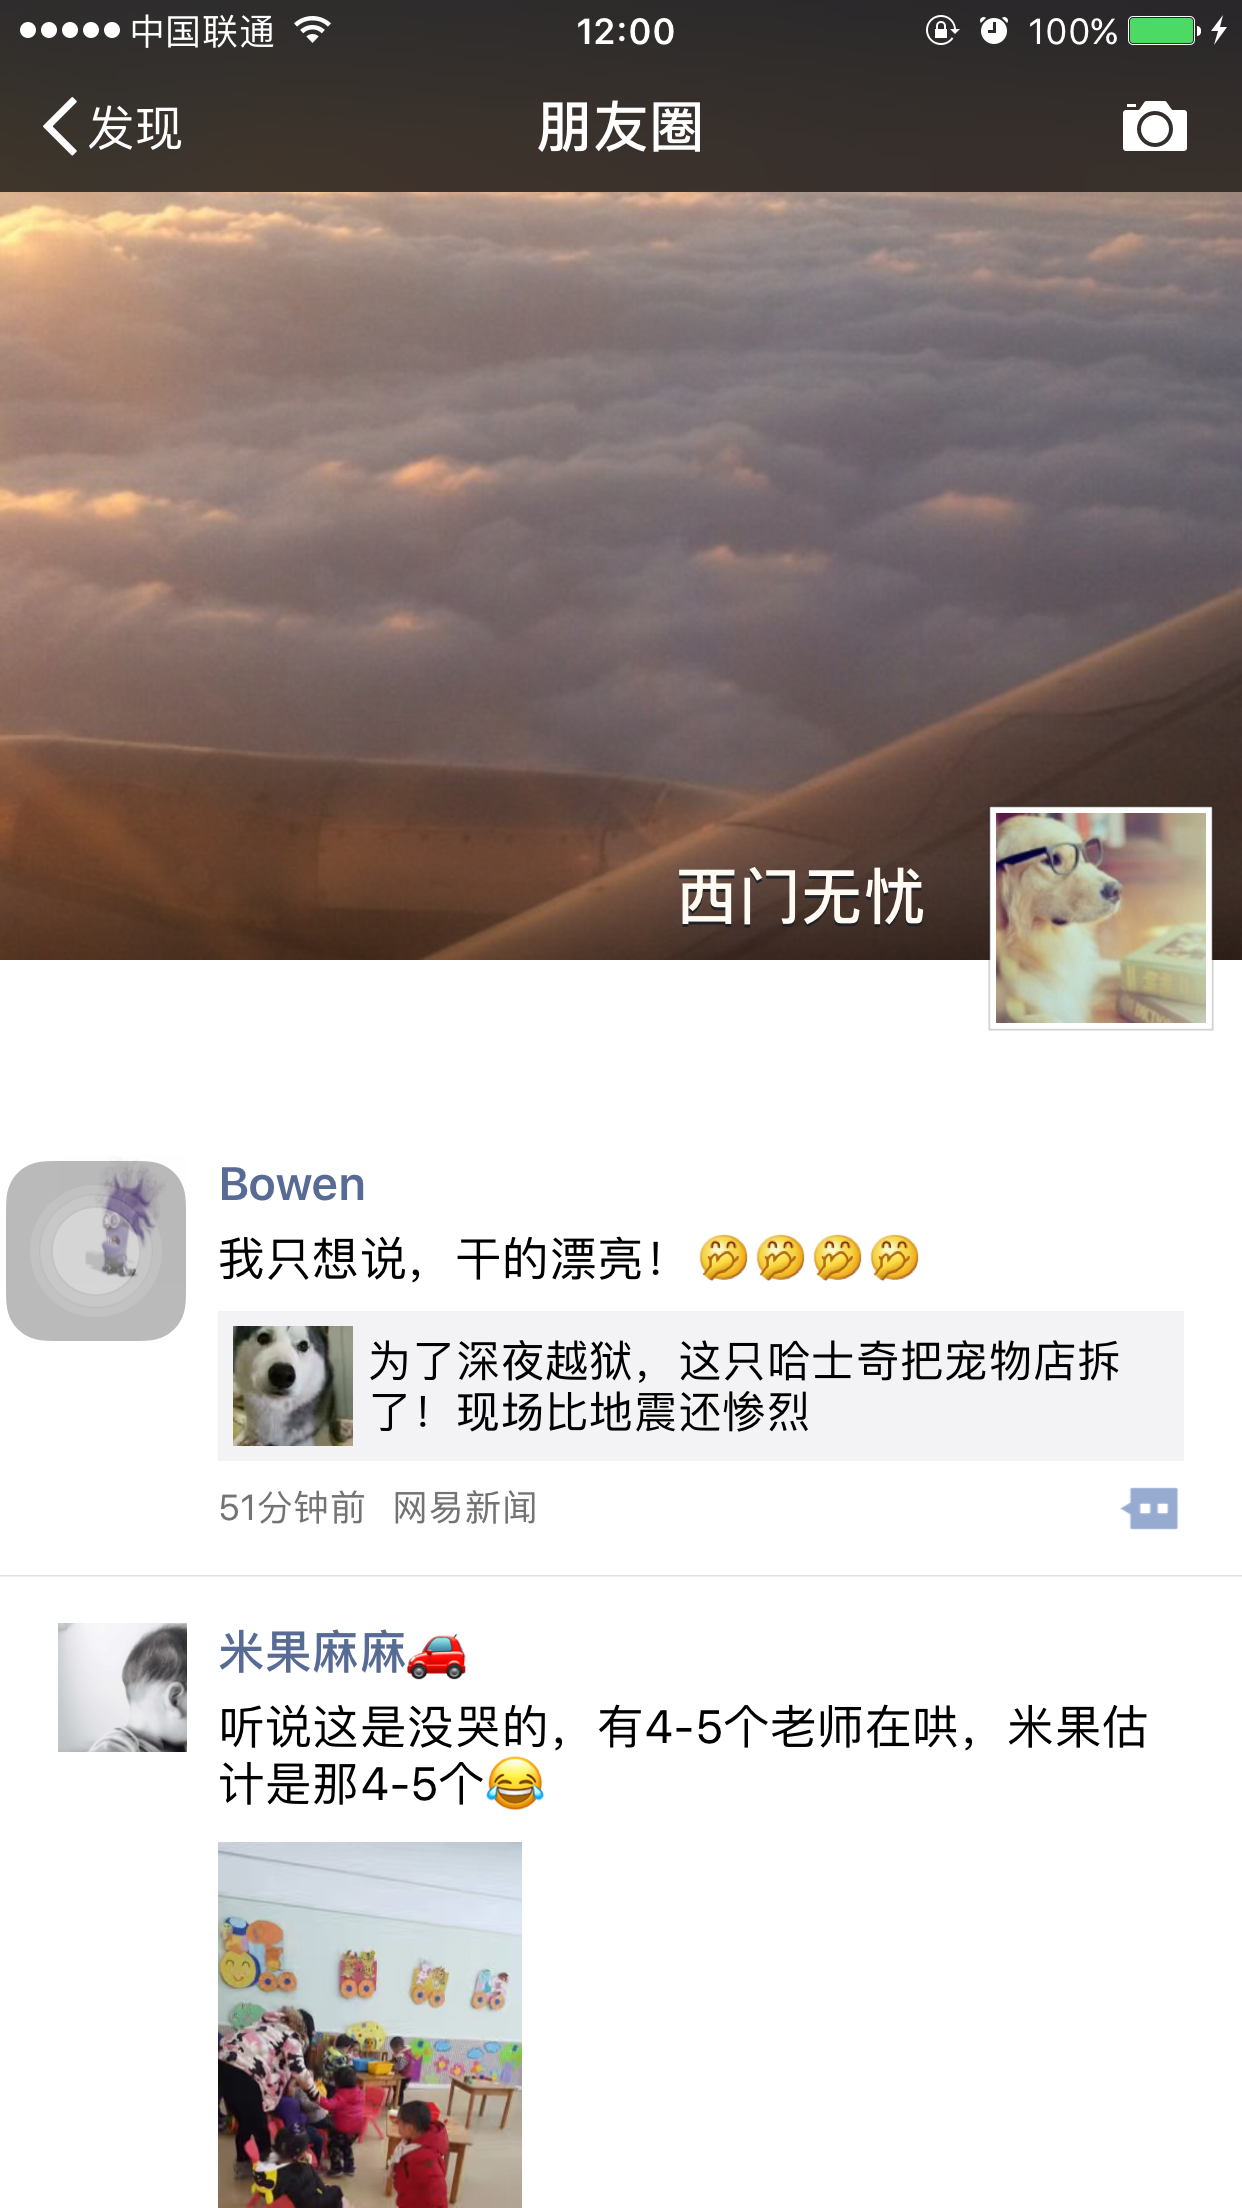 中国联通
12:00
100%
发现
朋友圈
西门无忧
Bowen
我只想说，干的漂亮！🤭🤭🤭🤭
为了深夜越狱，这只哈士奇把宠物店拆
了！现场比地震还惨烈
51分钟前 网易新闻
米果麻麻🚗
听说这是没哭的，有4-5个老师在哄，米果估
计是那4-5个😂